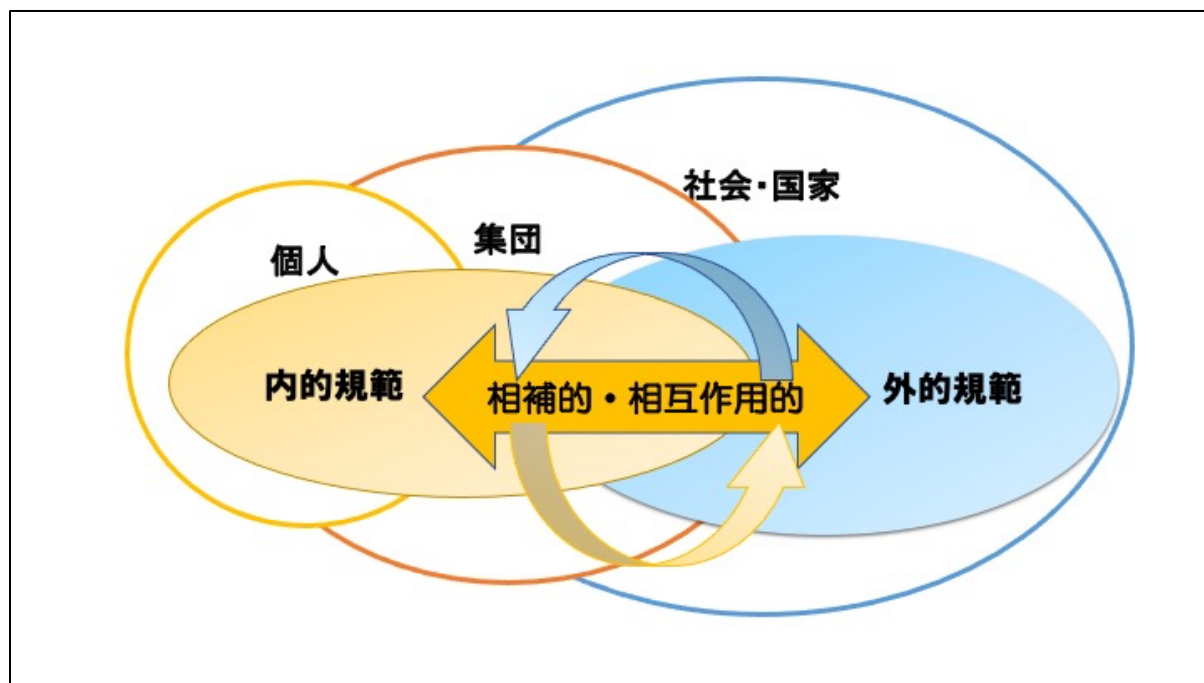 社会・国家
集団
個人
内的規範
相補的・相互作用的
外的規範